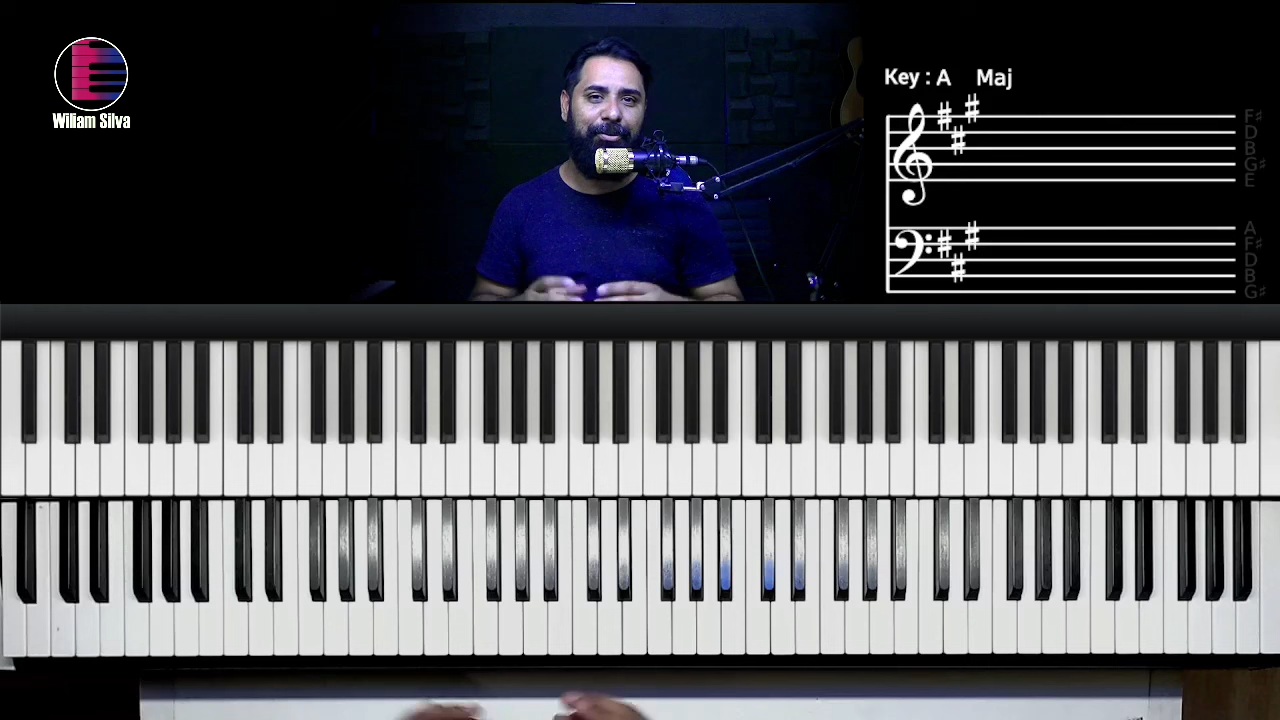 Wiliam Silva
Key : A Maj
F♯
D
B
G♯
E
A
F♯
D
B
G♯